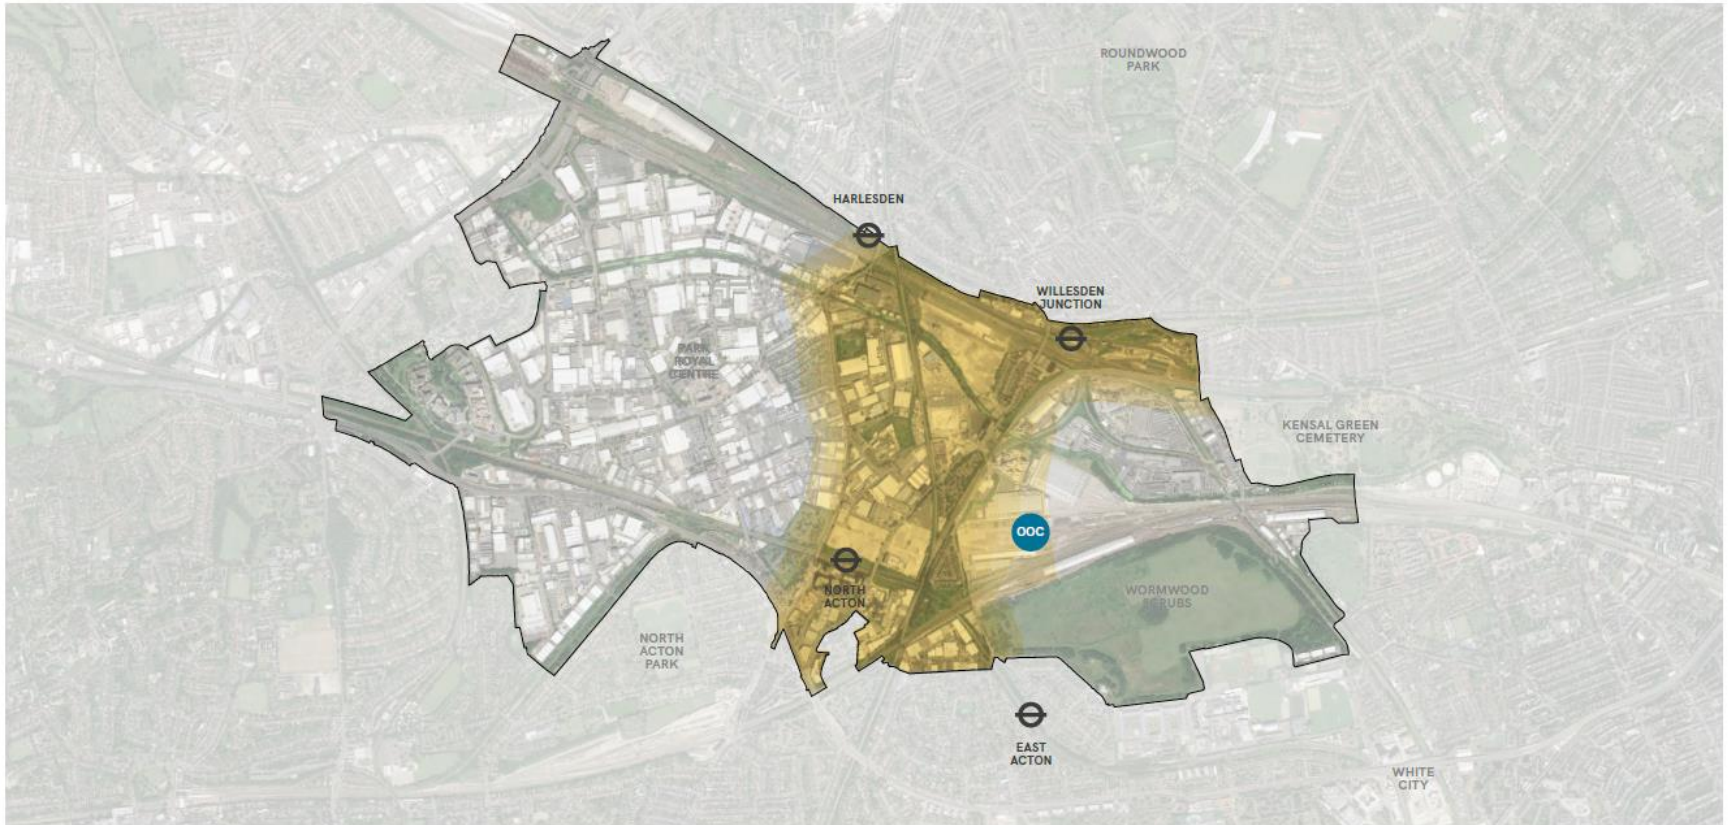 ROUNDWOOD
PARK
HARLESDEN
WILLESDEN
JUNCTION
PARK
ROYAL
CENTRE
KENSAL GREEN
CEMETERY
OOC
NORTH
ACTON
WORMWOOD
SCRUBS
NORTH
ACTON
PARK
EAST
ACTON
WHITE
CITY